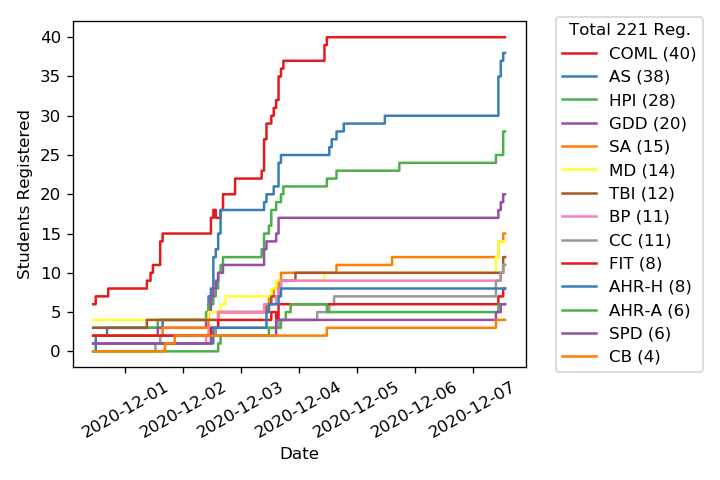 Total 221 Reg.
COML (40)
AS (38)
HPI (28)
GDD (20)
SA (15)
MD (14)
TBI (12)
BP (11)
CC (11)
FIT (8)
AHR-H (8)
AHR-A (6)
SPD (6)
CB (4)
Students Registered
40
35
30
25
20
15
10
5
0
2020-12-01
2020-12-02
2020-12-03
2020-12-04
2020-12-05
2020-12-06
2020-12-07
Date